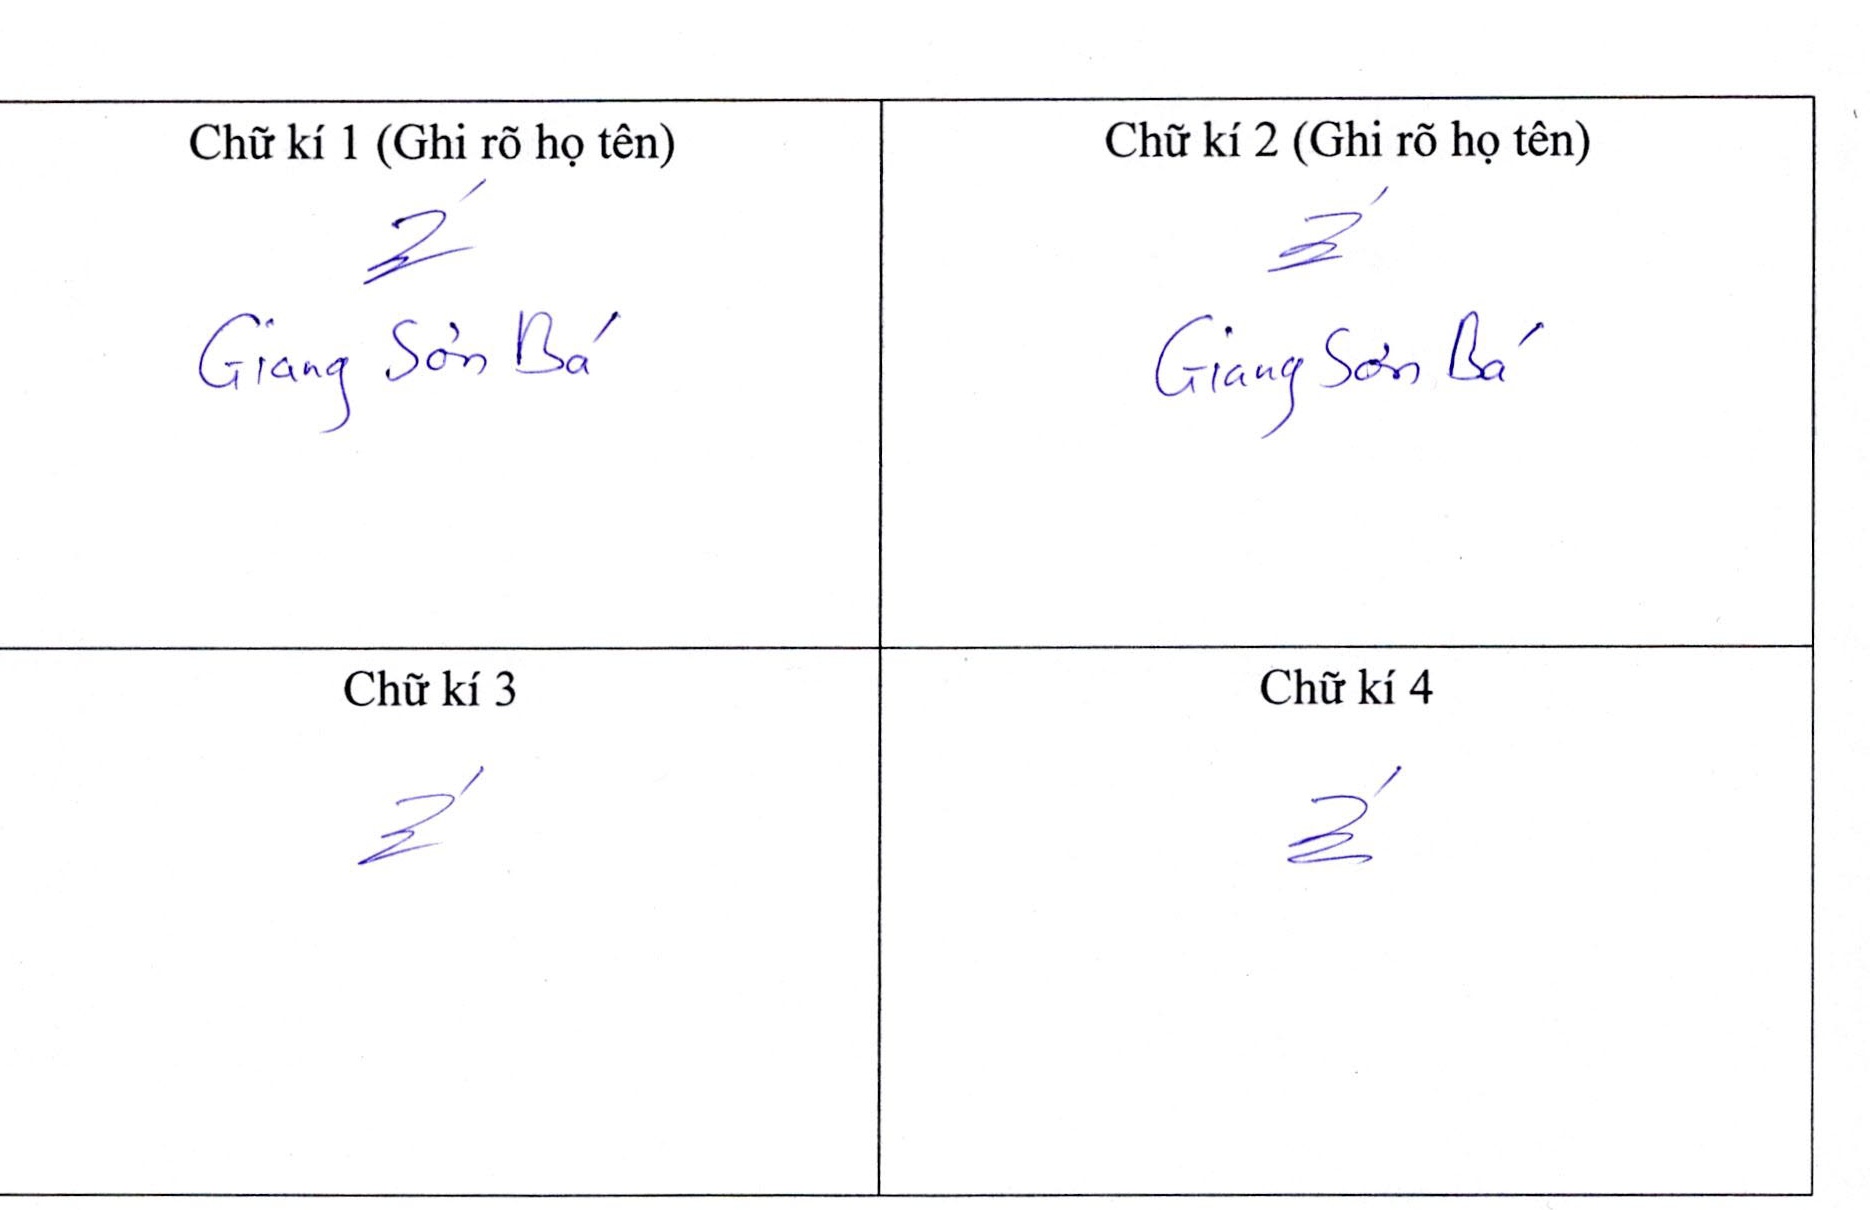 Chữ kí 1 (Ghi rõ họ tên)
Chữ kí 2 (Ghi rõ họ tên)
Giang Sơn Bá
Giang Sơn Bá
Chữ kí 3
Chữ kí 4